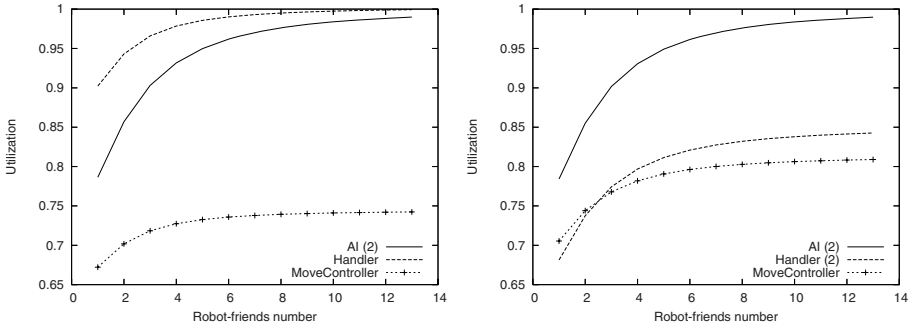 1
0.95
0.9
0.85
0.8
0.75
0.7
0.65
Utilization
0 2 4 6 8 10 12 14
Robot-friends number
AI (2)
Handler
MoveController
1
0.95
0.9
0.85
0.8
0.75
0.7
0.65
Utilization
0 2 4 6 8 10 12 14
Robot-friends number
AI (2)
Handler (2)
MoveController